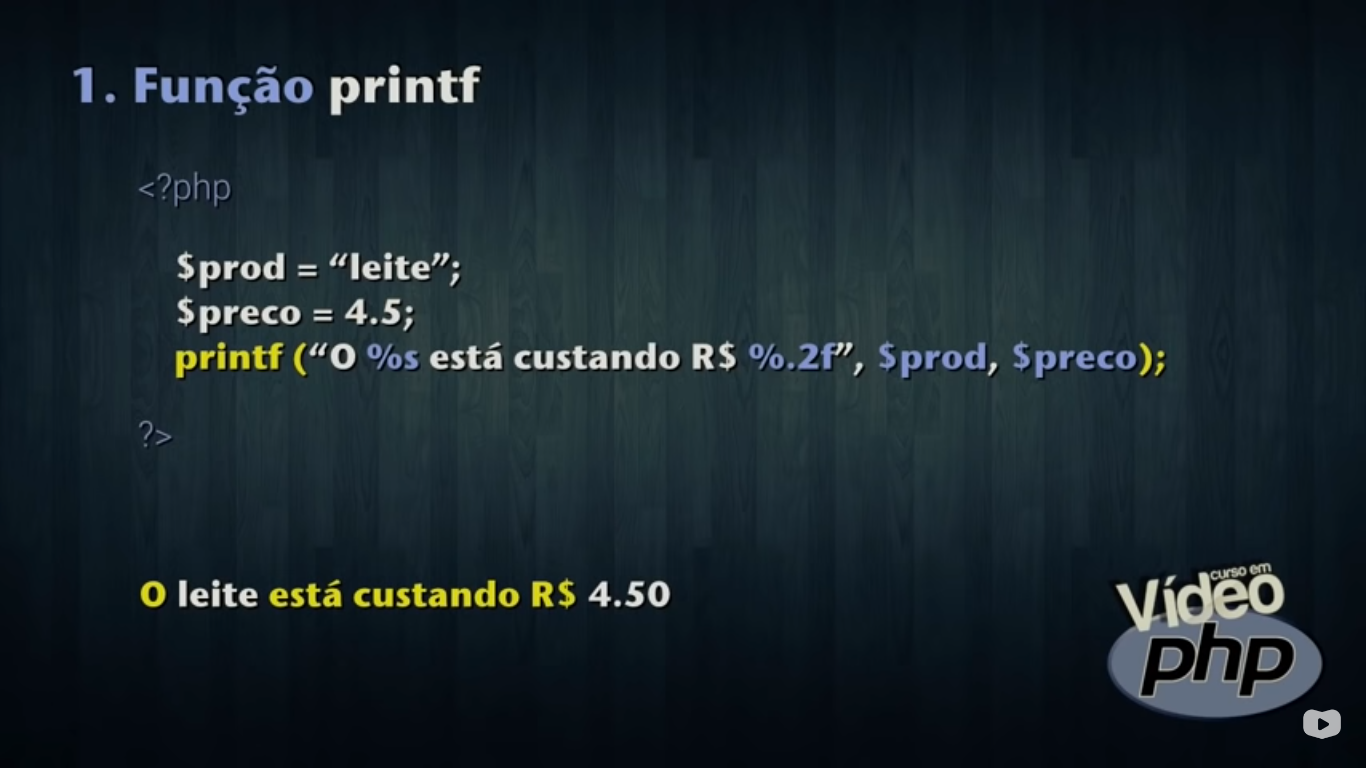 1. Função printf
<?php
$prod = “leite”;
$preco = 4.5;
printf (“O %s está custando R$ %.2f”, $prod, $preco);
?>
O leite está custando R$ 4.50
curso em
Vídeo
php